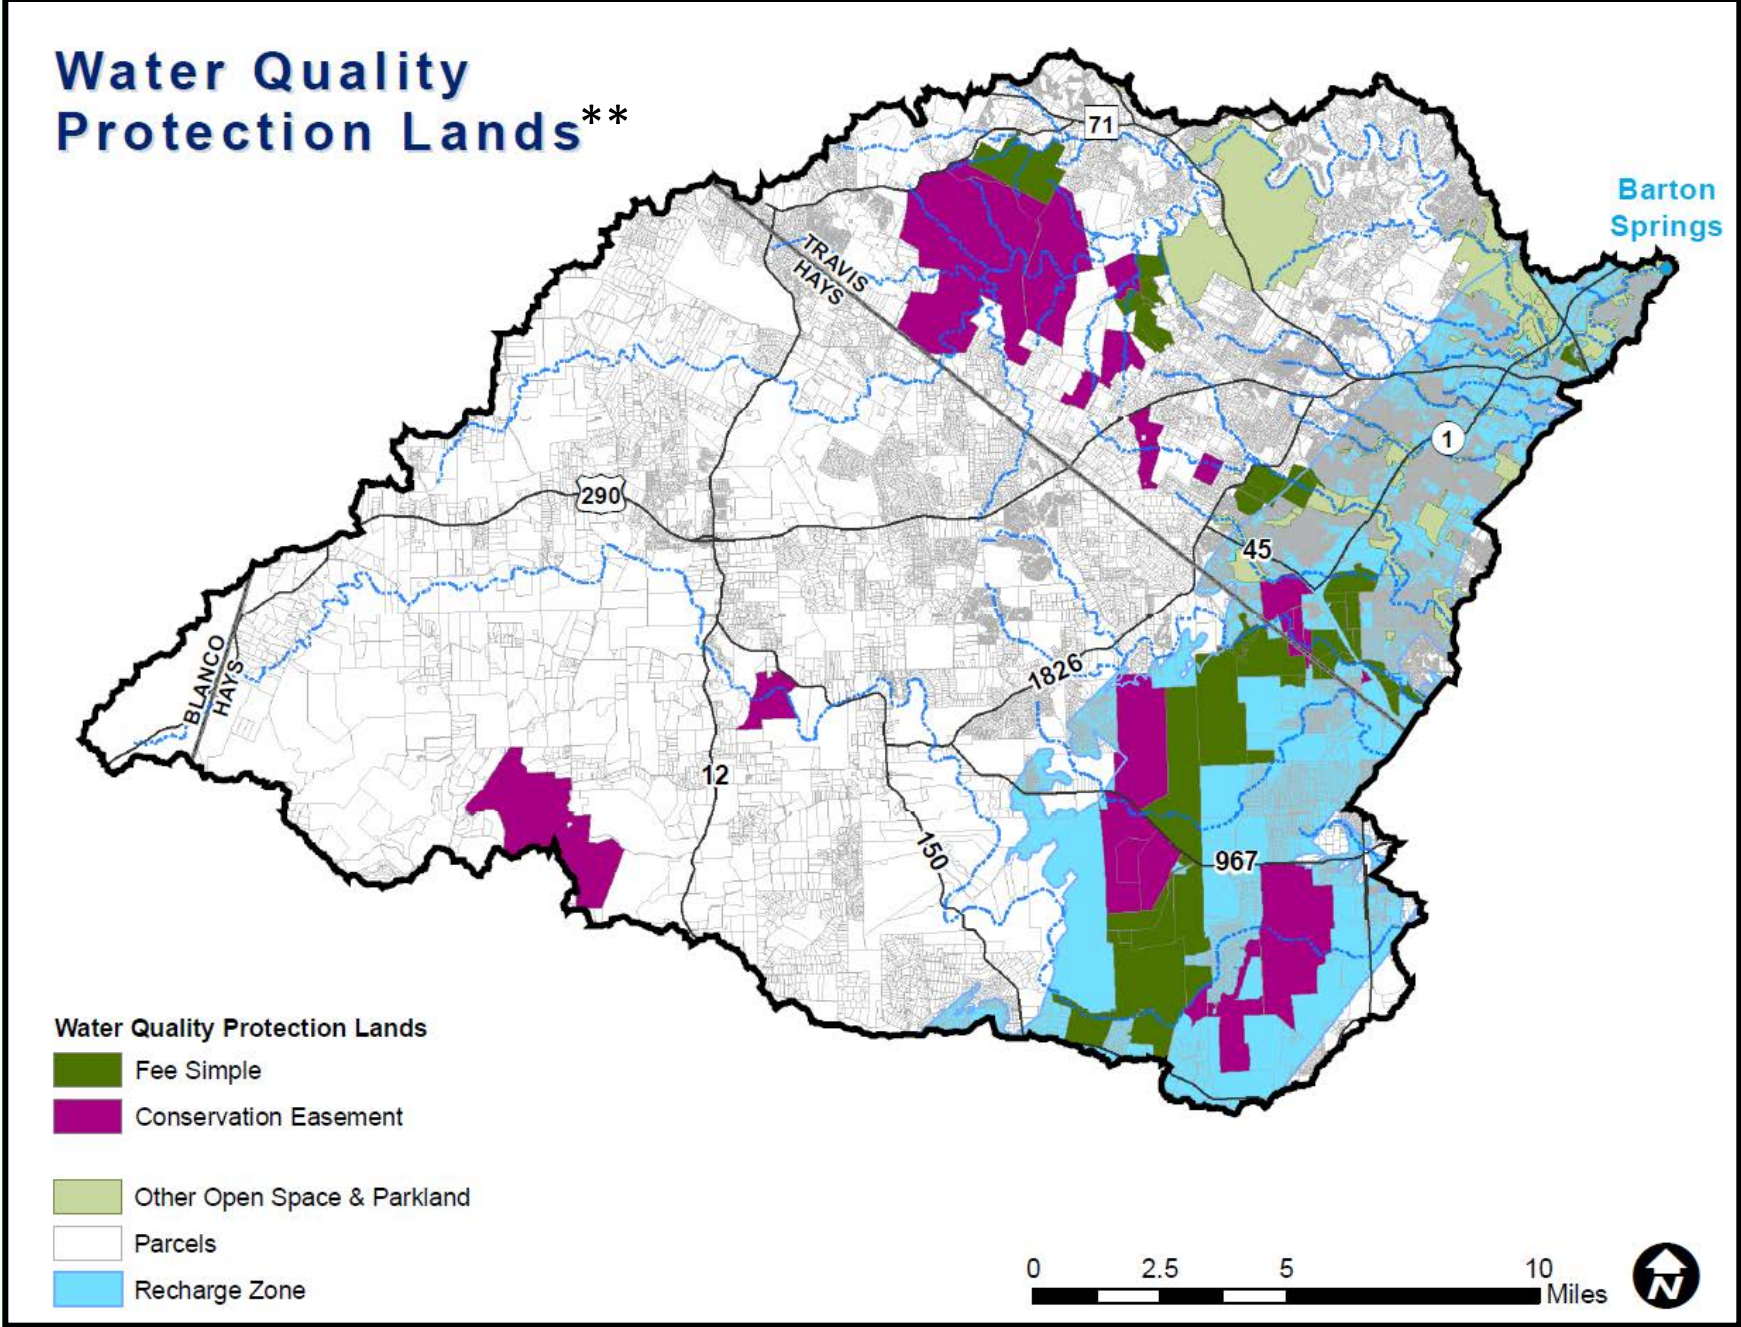 Water Quality
Protection Lands**
71
Barton
Springs
TRAVIS
HAYS
1
290
45
BLANCO
HAYS
1826
12
150
967
Water Quality Protection Lands
Fee Simple
Conservation Easement
Other Open Space & Parkland
Parcels
Recharge Zone
0 2.5 5 10
Miles
N